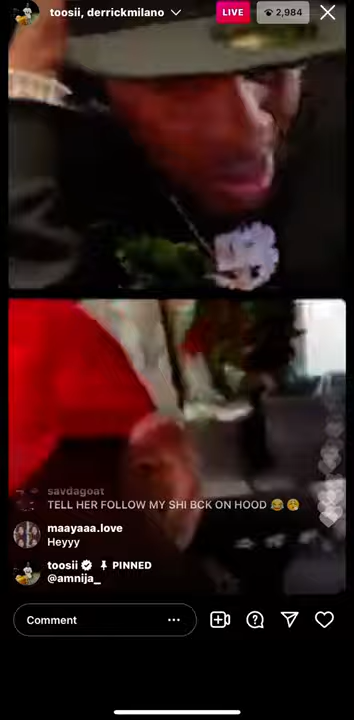 toosii, derrickmilano
LIVE
2,984
savdagoat
TELL HER FOLLOW MY SHI BCK ON HOOD 😂🥱
maayaaa.love
Heyyy
toosii PINNED
@amnija_
Comment